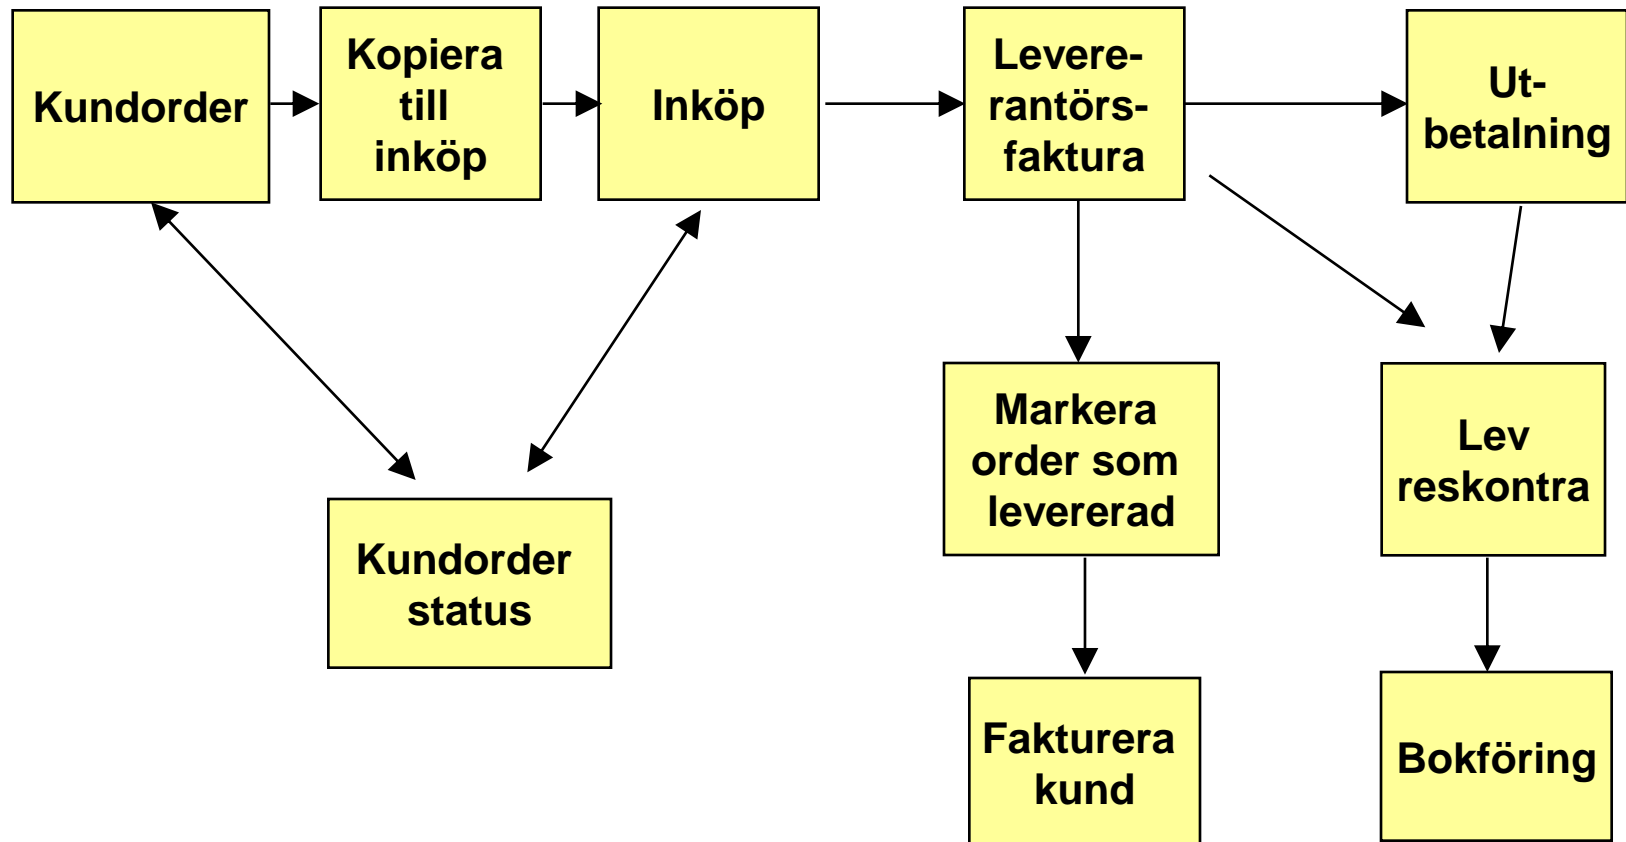 Kundorder
Kopiera
till
inköp
Inköp
Levere-
rantörs-
faktura
Ut-
betalning
Markera
order som
levererad
Lev
reskontra
Kundorder
status
Fakturera
kund
Bokföring